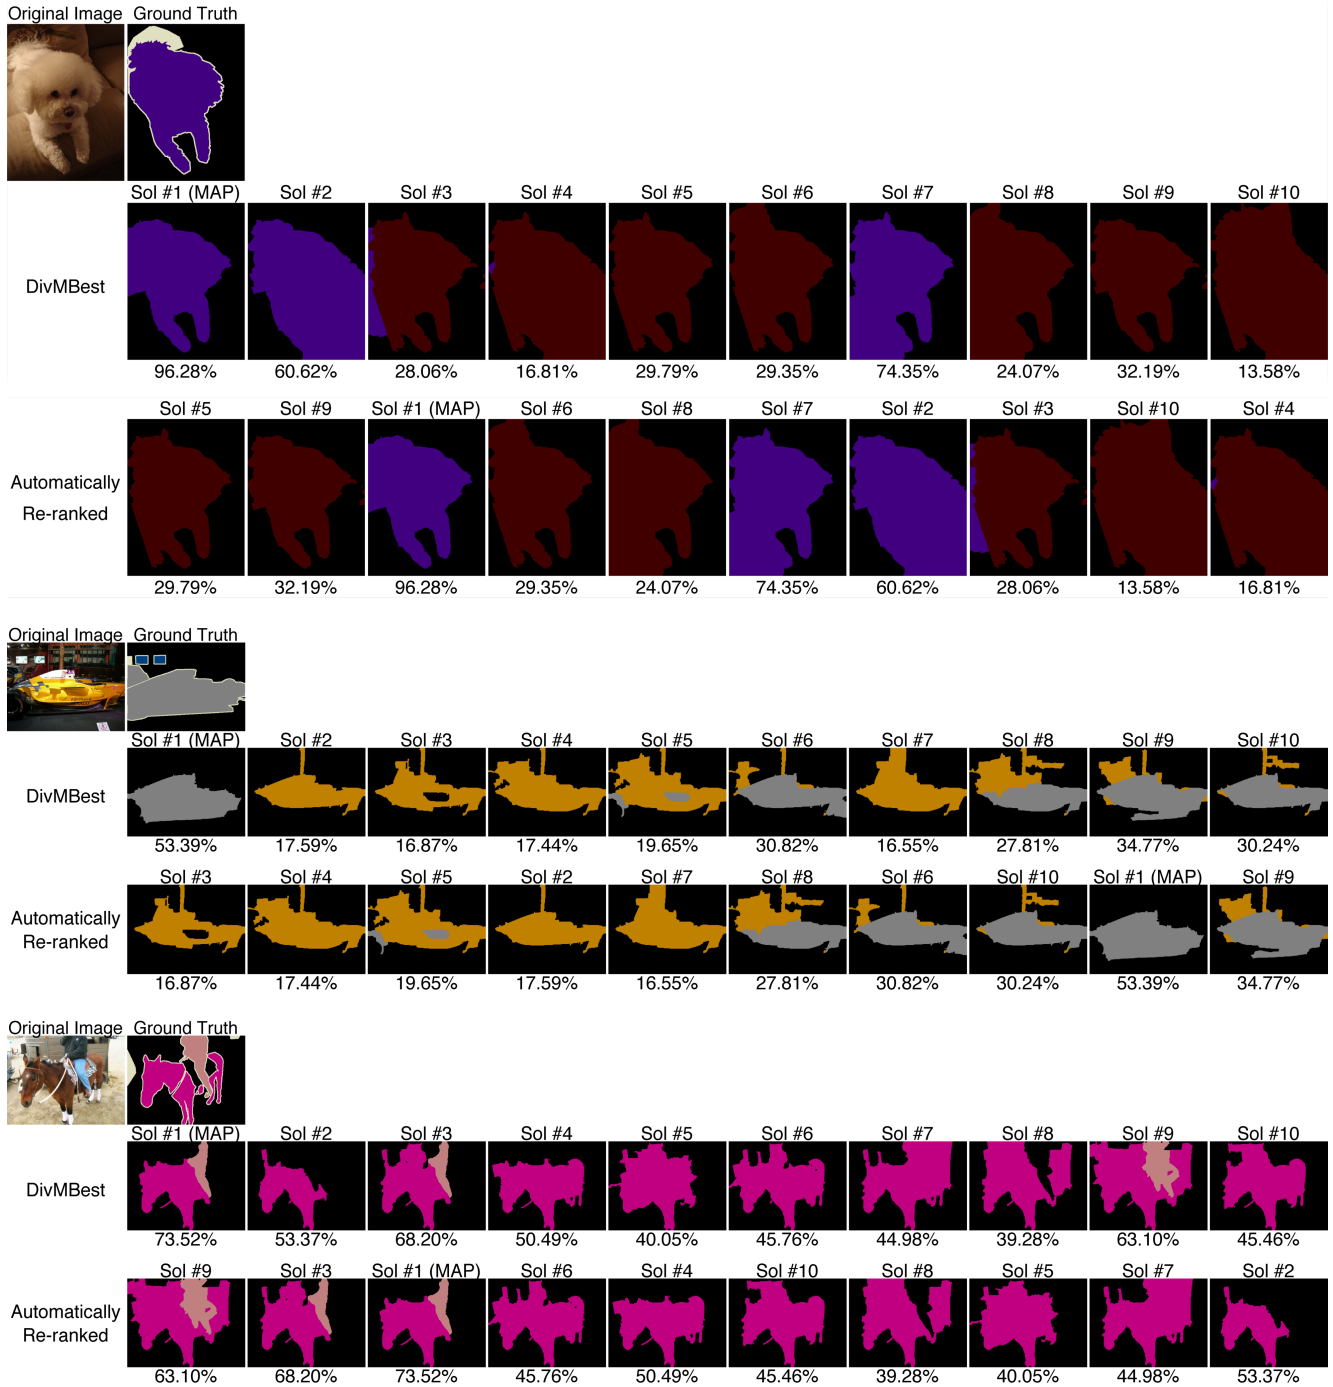 Original Image Ground Truth
Sol #1 (MAP) Sol #2 Sol #3 Sol #4 Sol #5 Sol #6 Sol #7 Sol #8 Sol #9 Sol #10
DivMBest
96.28% 60.62% 28.06% 16.81% 29.79% 29.35% 74.35% 24.07% 32.19% 13.58%
Sol #5 Sol #9 Sol #1 (MAP) Sol #6 Sol #8 Sol #7 Sol #2 Sol #3 Sol #10 Sol #4
Automatically
Re-ranked
29.79% 32.19% 96.28% 29.35% 24.07% 74.35% 60.62% 28.06% 13.58% 16.81%
Original Image Ground Truth
Sol #1 (MAP) Sol #2 Sol #3 Sol #4 Sol #5 Sol #6 Sol #7 Sol #8 Sol #9 Sol #10
DivMBest
53.39% 17.59% 16.87% 17.44% 19.65% 30.82% 16.55% 27.81% 34.77% 30.24%
Sol #3 Sol #4 Sol #5 Sol #2 Sol #7 Sol #8 Sol #6 Sol #10 Sol #1 (MAP) Sol #9
Automatically
Re-ranked
16.87% 17.44% 19.65% 17.59% 16.55% 27.81% 30.82% 30.24% 53.39% 34.77%
Original Image Ground Truth
Sol #1 (MAP) Sol #2 Sol #3 Sol #4 Sol #5 Sol #6 Sol #7 Sol #8 Sol #9 Sol #10
DivMBest
73.52% 53.37% 68.20% 50.49% 40.05% 45.76% 44.98% 39.28% 63.10% 45.46%
Sol #9 Sol #3 Sol #1 (MAP) Sol #6 Sol #4 Sol #10 Sol #8 Sol #5 Sol #7 Sol #2
Automatically
Re-ranked
63.10% 68.20% 73.52% 45.76% 50.49% 45.46% 39.28% 40.05% 44.98% 53.37%